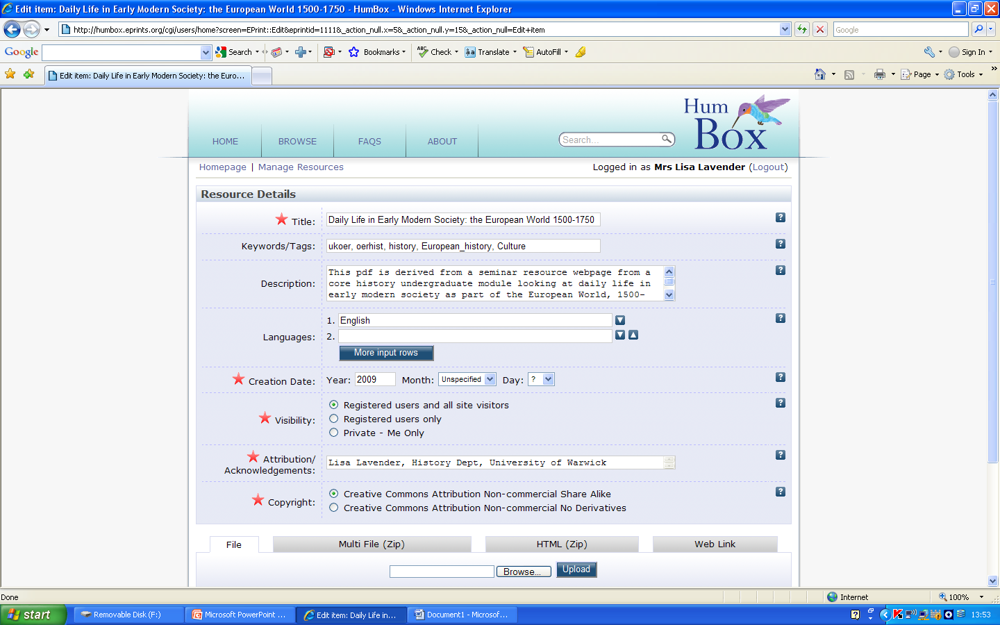 Edit item: Daily Life in Early Modern Society: the European World 1500-1750 - HumBox - Windows Internet Explorer
http://humbox.eprints.org/cgi/users/home?screen=EPrint::Edit&eprintid=1111&_action_null.x=5&_action_null.y=15&_action_null=Edit+item
Google
Google Search Bookmarks ABC Check Translate AutoFill Sign In
Edit item: Daily Life in Early Modern Society: the Euro... Page Tools
Hum
Box
HOME BROWSE FAQS ABOUT Search...
Homepage | Manage Resources Logged in as Mrs Lisa Lavender (Logout)
Resource Details
Title: Daily Life in Early Modern Society: the European World 1500-1750 ?
Keywords/Tags: ukoer, oerhist, history, European_history, Culture ?
Description: ?
This pdf is derived from a seminar resource webpage from a
core history undergraduate module looking at daily life in
early modern society as part of the European World, 1500-
Languages: ?
1. English
2.
More input rows
Creation Date: Year: 2009 Month: Unspecified Day: ? ?
Visibility: ?
Registered users and all site visitors
Registered users only
Private - Me Only
Attribution/
Acknowledgements:
Lisa Lavender, History Dept, University of Warwick ?
Copyright: ?
Creative Commons Attribution Non-commercial Share Alike
Creative Commons Attribution Non-commercial No Derivatives
File Multi File (Zip) HTML (Zip) Web Link
Browse... Upload
Done Internet 100%
start Removable Disk (F:) Microsoft PowerPoint ... Edit item: Daily Life in... Document1 - Microsof... 13:53